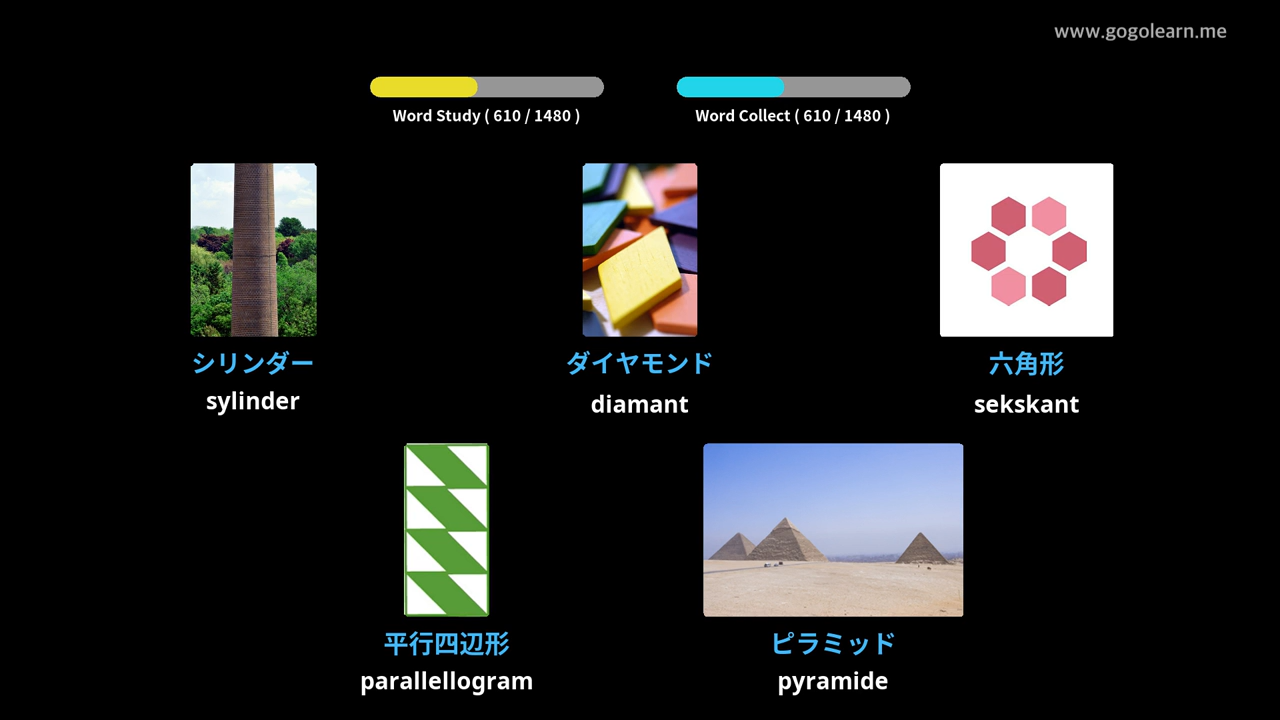 www.gogolearn.me
Word Study ( 610 / 1480 )
Word Collect ( 610 / 1480 )
シリンダー
sylinder
ダイヤモンド
diamant
六角形
sekskant
平行四辺形
parallellogram
ピラミッド
pyramide